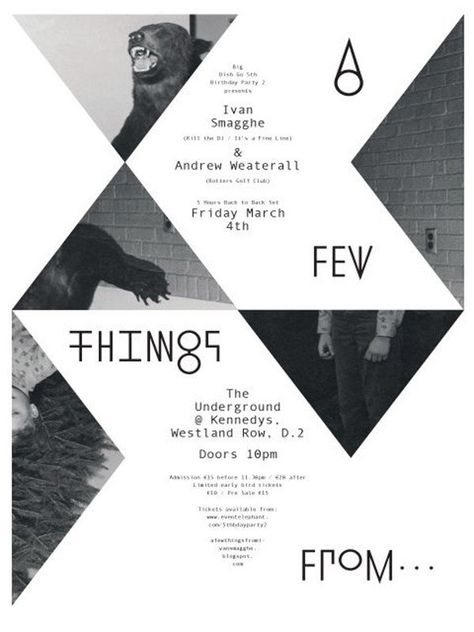 Big
Dish Go 5th
Birthday Party 2
presents
Ivan
Smagghe
(Kill the DJ / It's a Fine Line)
&
Andrew Weaterall
(Rotters Golf Club)
5 Hours Back to Back Set
Friday March
4th
A
FEW
THINGS
The
Underground
@ Kennedys,
Westland Row, D.2
Doors 10pm
Admission €15 before 11.30pm / €20 after
Limited early bird tickets
€10 / Pre Sale €15
Tickets available from:
www.eventelephant.
com/5thbdayparty2
afewthingsfromi-
vansmagghe.
blogspot.
com
FROM...